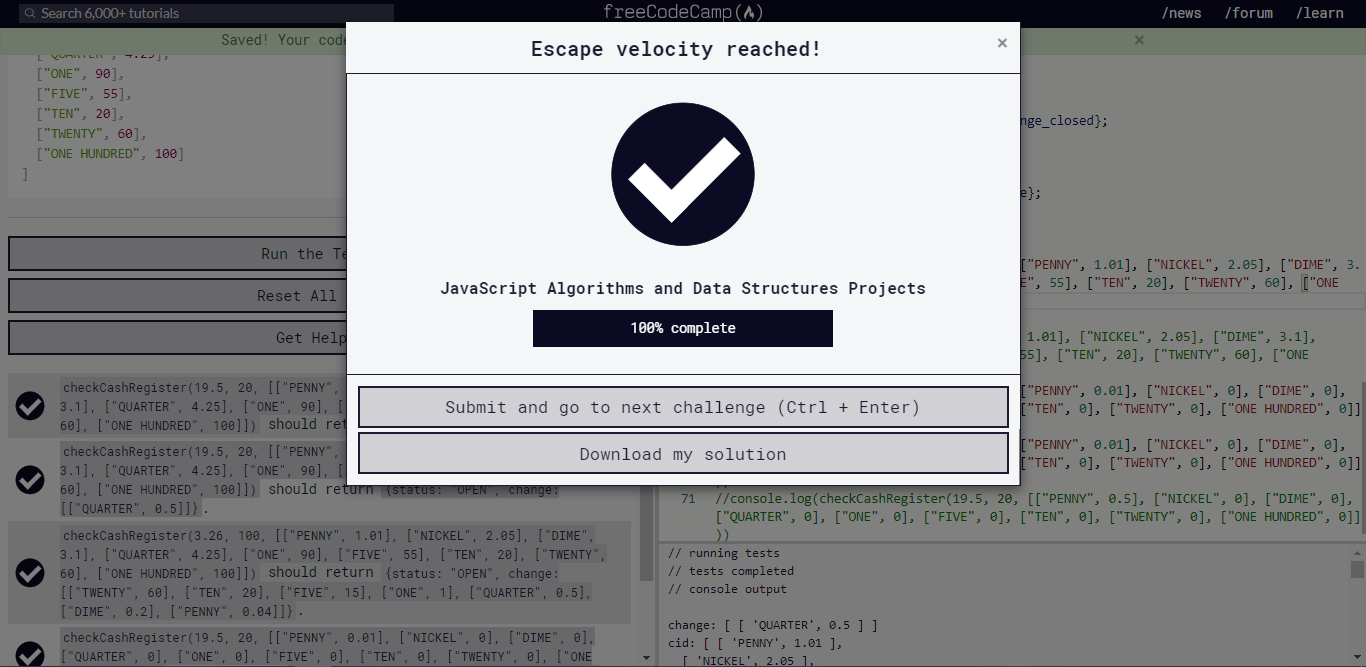 Search 6,000+ tutorials
freeCodeCamp
/news /forum /learn
Saved! Your code
["QUARTER", 4.25],
["ONE", 90],
["FIVE", 55],
["TEN", 20],
["TWENTY", 60],
["ONE HUNDRED", 100]
]
Run the Te
Reset All
Get Help
checkCashRegister(19.5, 20, [["PENNY",
3.1], ["QUARTER", 4.25], ["ONE", 90], [
60], ["ONE HUNDRED", 100]]) should ret
checkCashRegister(19.5, 20, [["PENNY",
3.1], ["QUARTER", 4.25], ["ONE", 90], [
60], ["ONE HUNDRED", 100]]) should return {status: "OPEN", change:
[["QUARTER", 0.5]]}.
checkCashRegister(3.26, 100, [["PENNY", 1.01], ["NICKEL", 2.05], ["DIME",
3.1], ["QUARTER", 4.25], ["ONE", 90], ["FIVE", 55], ["TEN", 20], ["TWENTY",
60], ["ONE HUNDRED", 100]]) should return {status: "OPEN", change:
[["TWENTY", 60], ["TEN", 20], ["FIVE", 15], ["ONE", 1], ["QUARTER", 0.5],
["DIME", 0.2], ["PENNY", 0.04]]}.
checkCashRegister(19.5, 20, [["PENNY", 0.01], ["NICKEL", 0], ["DIME", 0],
["QUARTER", 0], ["ONE", 0], ["FIVE", 0], ["TEN", 0], ["TWENTY", 0], ["ONE
Escape velocity reached!
×
JavaScript Algorithms and Data Structures Projects
100% complete
Submit and go to next challenge (Ctrl + Enter)
Download my solution
×
nge_closed};
e};
["PENNY", 1.01], ["NICKEL", 2.05], ["DIME", 3.
E", 55], ["TEN", 20], ["TWENTY", 60], ["ONE
1.01], ["NICKEL", 2.05], ["DIME", 3.1],
55], ["TEN", 20], ["TWENTY", 60], ["ONE
["PENNY", 0.01], ["NICKEL", 0], ["DIME", 0],
["TEN", 0], ["TWENTY", 0], ["ONE HUNDRED", 0]]
["PENNY", 0.01], ["NICKEL", 0], ["DIME", 0],
["TEN", 0], ["TWENTY", 0], ["ONE HUNDRED", 0]]
71 //console.log(checkCashRegister(19.5, 20, [["PENNY", 0.5], ["NICKEL", 0], ["DIME", 0],
["QUARTER", 0], ["ONE", 0], ["FIVE", 0], ["TEN", 0], ["TWENTY", 0], ["ONE HUNDRED", 0]]
))
// running tests
// tests completed
// console output
change: [ [ 'QUARTER', 0.5 ] ]
cid: [ [ 'PENNY', 1.01 ],
[ 'NICKEL', 2.05 ],